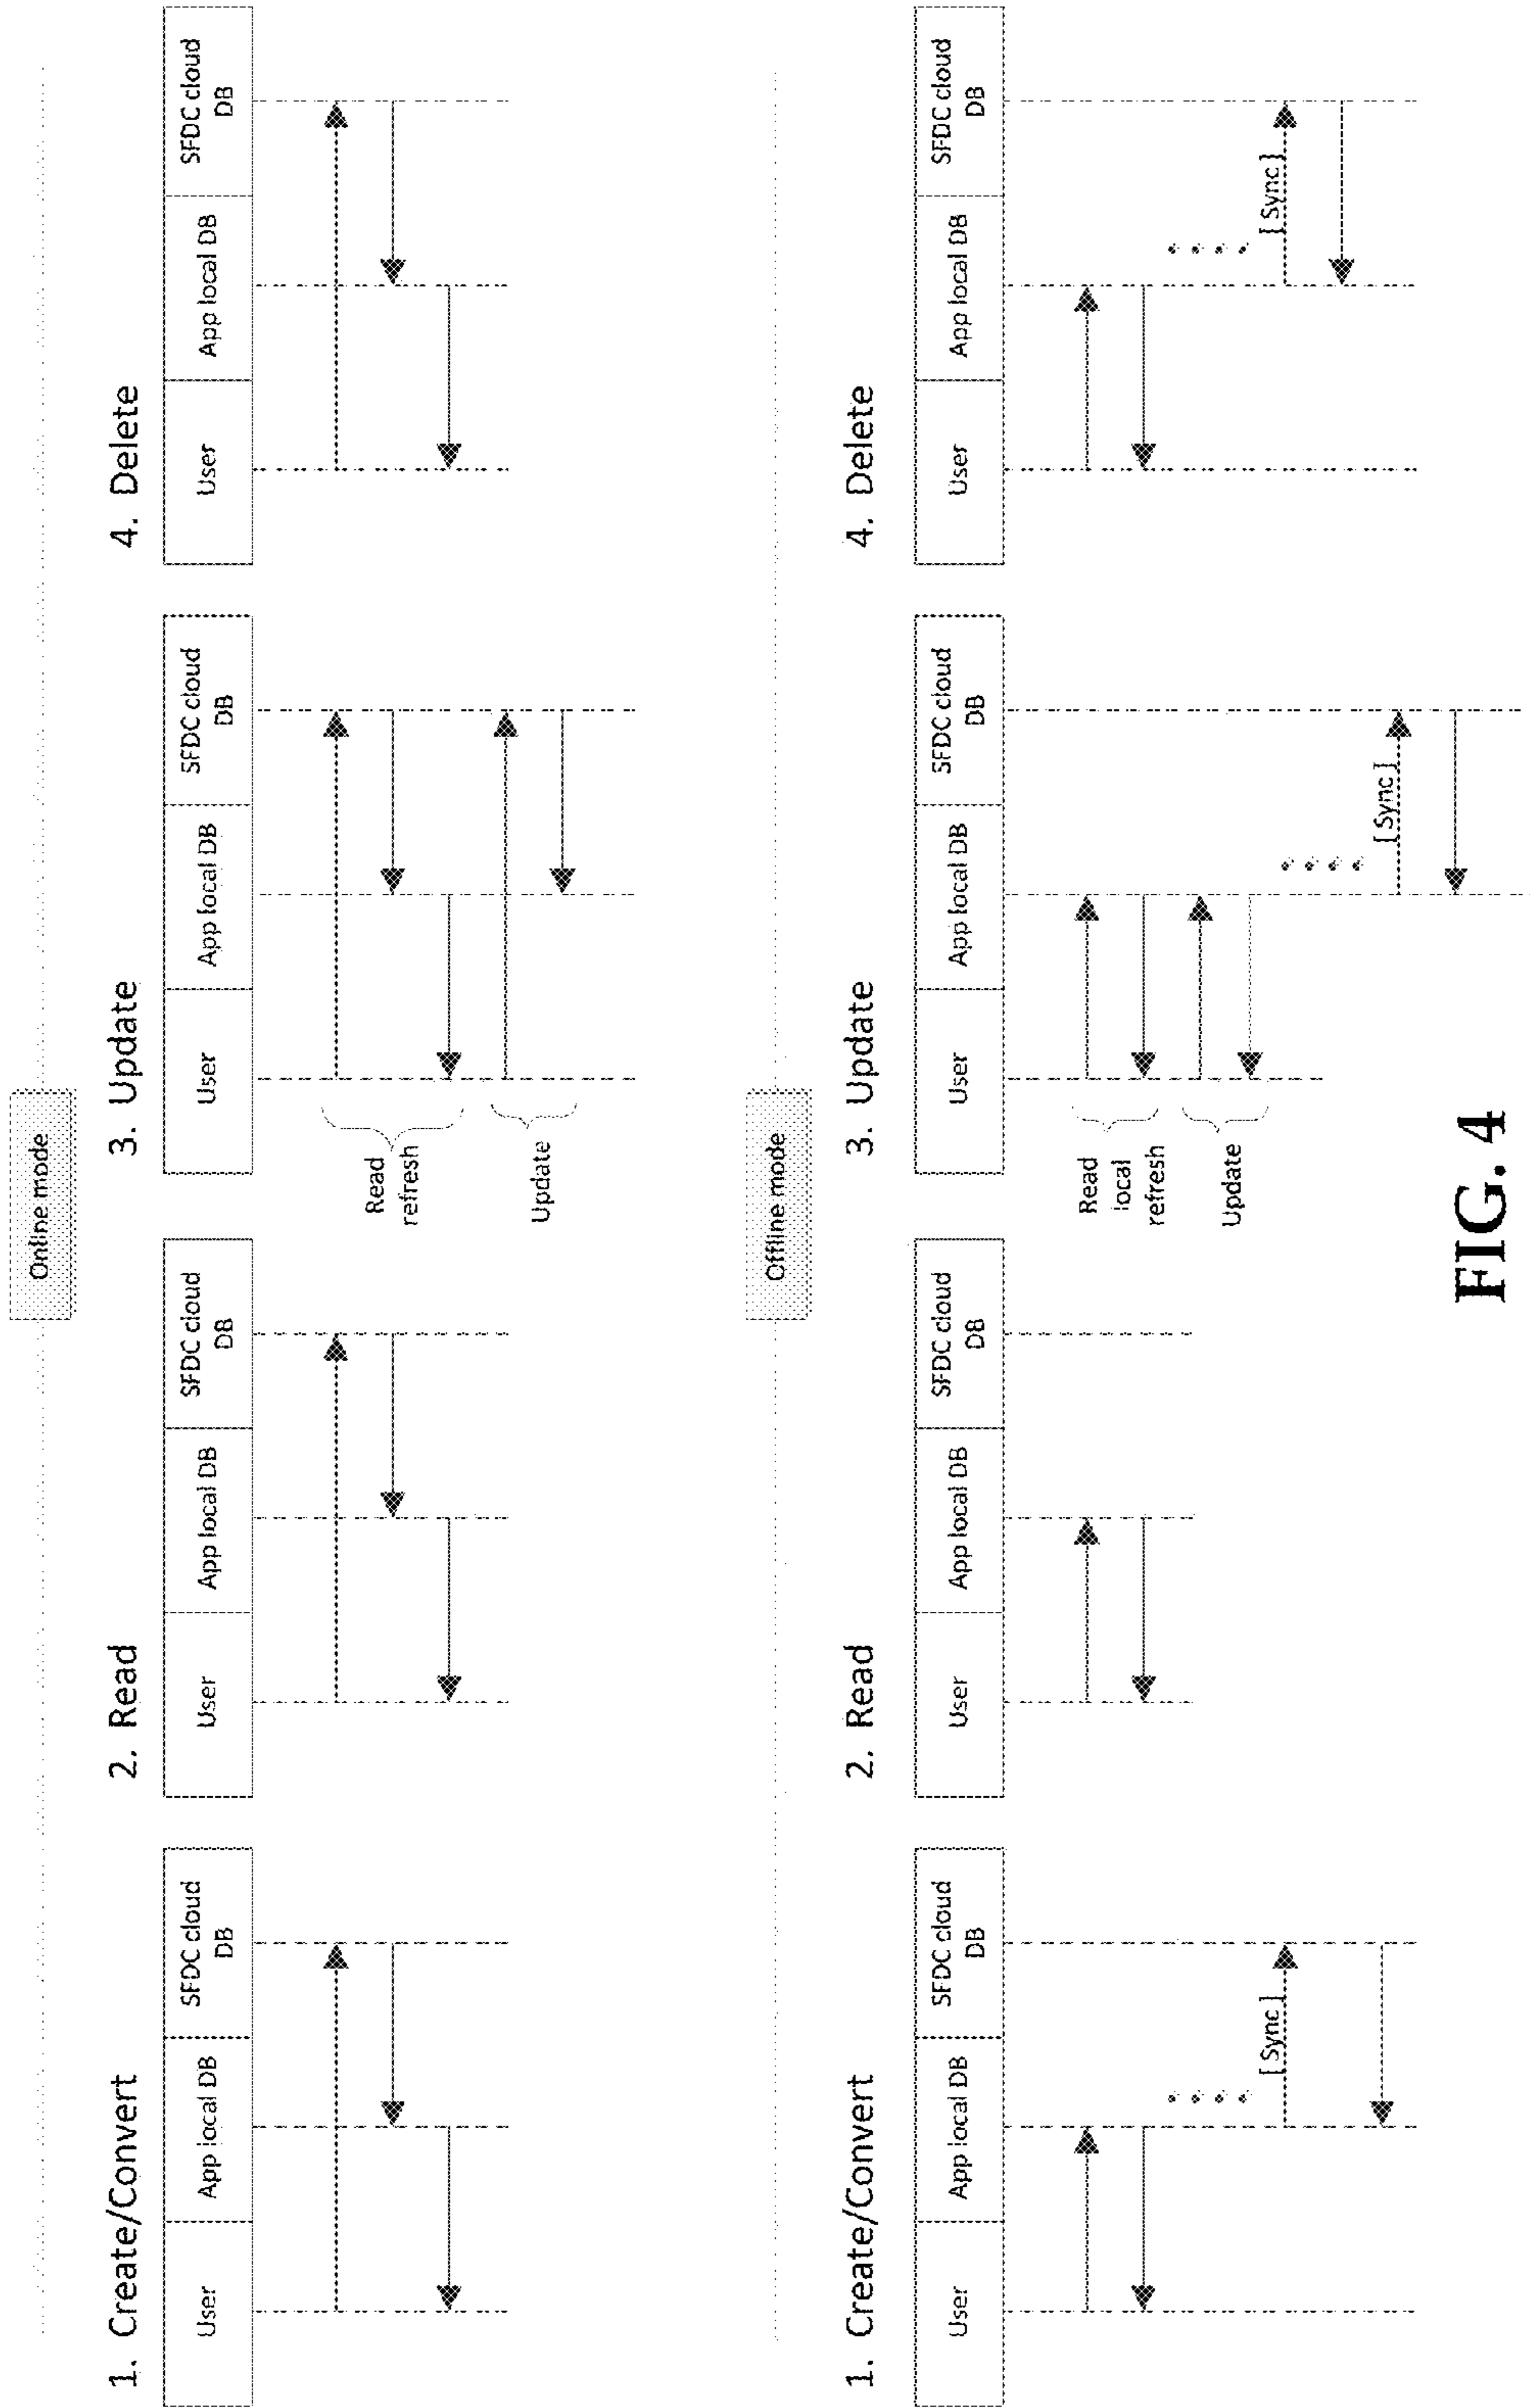 Online mode
1. Create/Convert
User
App local DB
SFDC cloud
DB
2. Read
User
App local DB
SFDC cloud
DB
3. Update
User
App local DB
SFDC cloud
DB
Read
refresh
Update
4. Delete
User
App local DB
SFDC cloud
DB
Offline mode
1. Create/Convert
User
App local DB
SFDC cloud
DB
[ Sync ]
2. Read
User
App local DB
SFDC cloud
DB
3. Update
User
App local DB
SFDC cloud
DB
Read
local
refresh
Update
[ Sync ]
4. Delete
User
App local DB
SFDC cloud
DB
[ Sync ]
FIG. 4